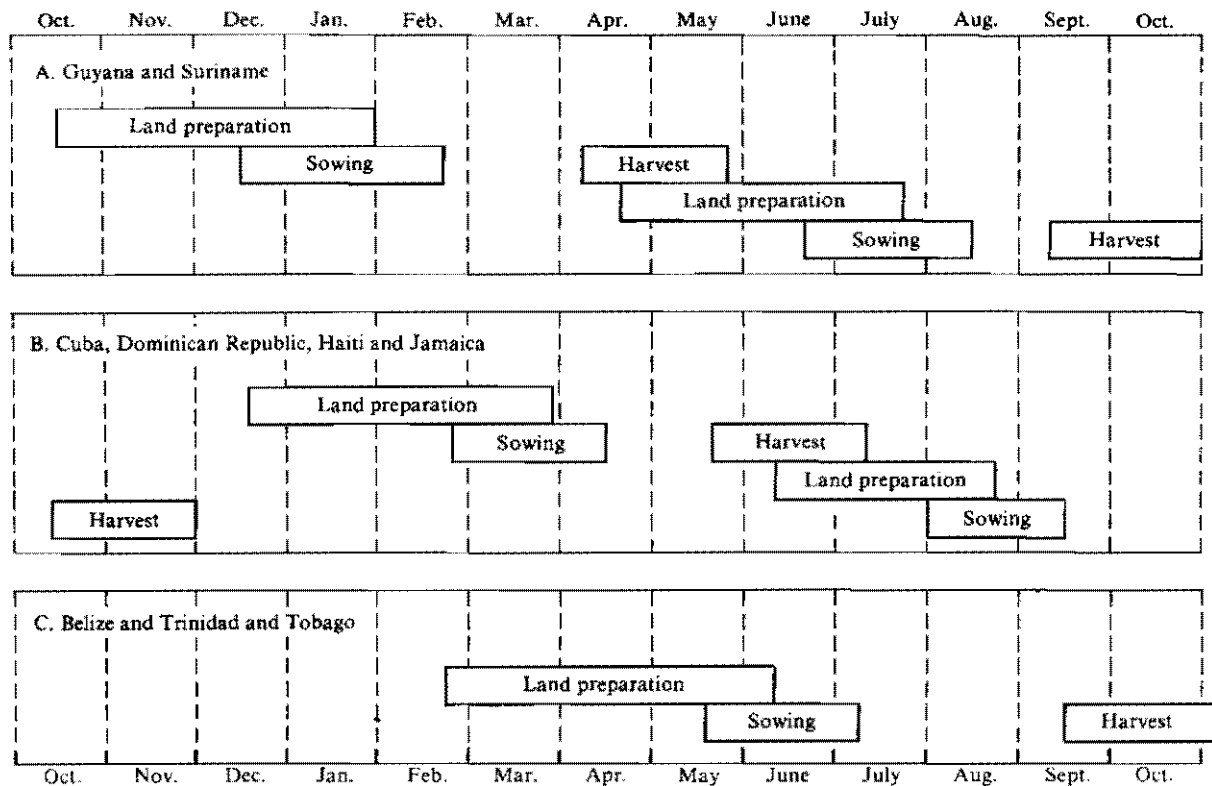 Oct. Nov. Dec. Jan. Feb. Mar. Apr. May June July Aug. Sept. Oct.
A. Guyana and Suriname
Land preparation
Sowing Harvest
Land preparation
Sowing Harvest
B. Cuba, Dominican Republic, Haiti and Jamaica
Land preparation
Sowing Harvest
Land preparation
Harvest Sowing
C. Belize and Trinidad and Tobago
Land preparation
Sowing Harvest
Oct. Nov. Dec. Jan. Feb. Mar. Apr. May June July Aug. Sept. Oct.